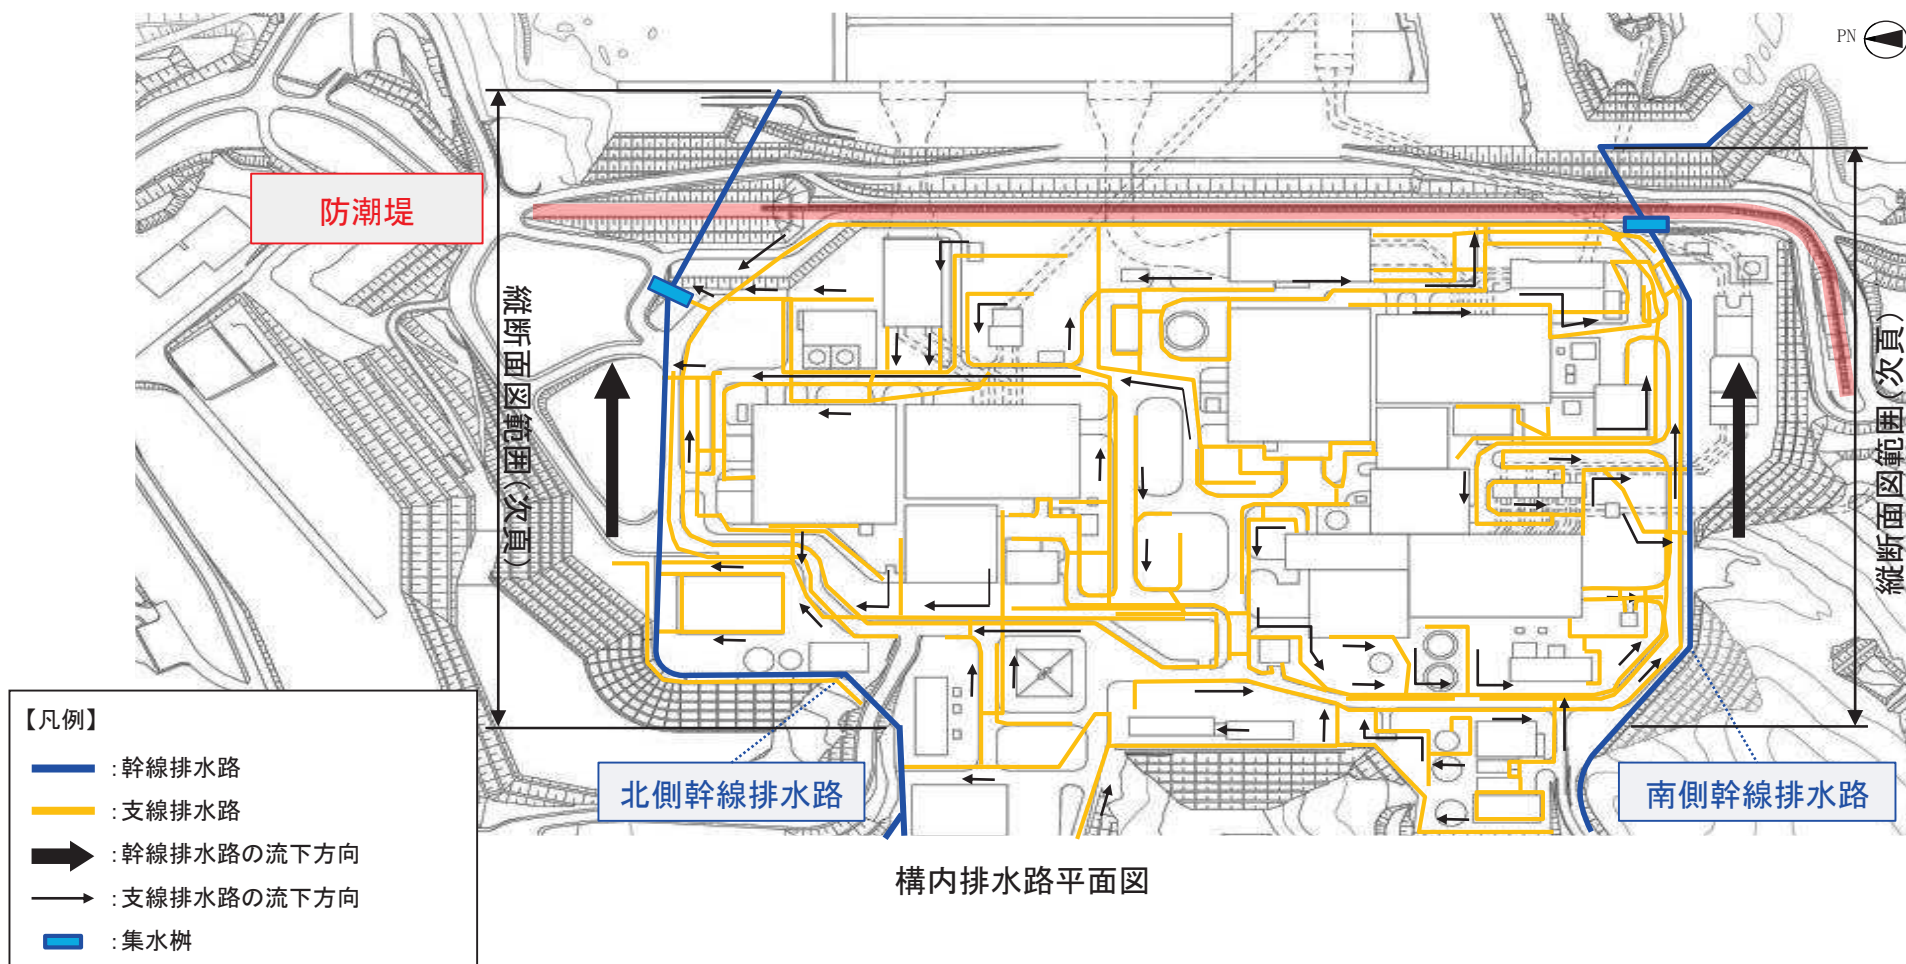 PN
防潮堤
縦断面図範囲(次頁)
縦断面図範囲(次頁)
【凡例】
:幹線排水路
:支線排水路
:幹線排水路の流下方向
:支線排水路の流下方向
:集水桝
北側幹線排水路
南側幹線排水路
構内排水路平面図